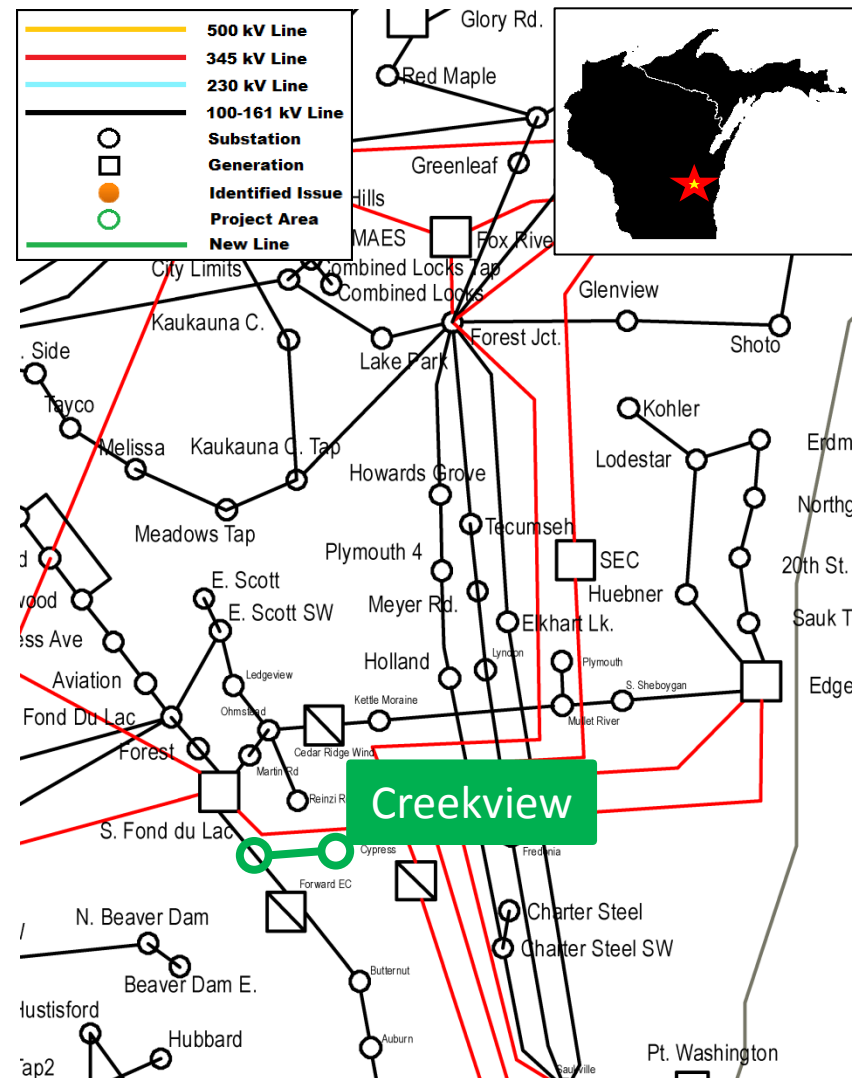 500 kV Line
345 kV Line
230 kV Line
100-161 kV Line
Substation
Generation
Identified Issue
Project Area
New Line
Glory Rd.
Red Maple
Greenleaf
Hills
MAES
Fox Rive
City Limits
Combined Locks Tap
Combined Locks
Glenview
Kaukauna C.
Forest Jct.
Shoto
Lake Park
. Side
Tayco
Kohler
Melissa
Kaukauna C. Tap
Lodestar
Erdm
Howards Grove
Northg
Meadows Tap
Tecumseh
Plymouth 4
SEC
20th St.
E. Scott
Huebner
wood
Meyer Rd.
E. Scott SW
Sauk T
ess Ave
Elkhart Lk.
Lyndon
Holland
Plymouth
Aviation
Ledgeview
S. Sheboygan
Edge
Kettle Moraine
Fond Du Lac
Ohmstead
Mullet River
Forest
Cedar Ridge Wind
Martin Rd
Reinzi R
Creekview
S. Fond du Lac
Cypress
Fredonia
Forward EC
N. Beaver Dam
Charter Steel
Charter Steel SW
Beaver Dam E.
Butternut
Hustisford
Hubbard
Auburn
Pt. Washington
Tap2
Saukville